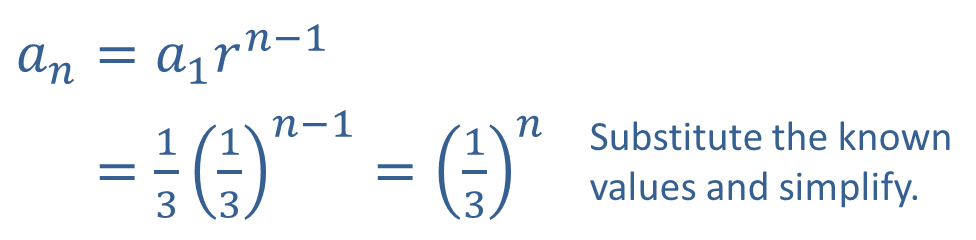 aₙ = a₁rⁿ⁻¹
= 1/3 (1/3)ⁿ⁻¹ = (1/3)ⁿ
Substitute the known
values and simplify.